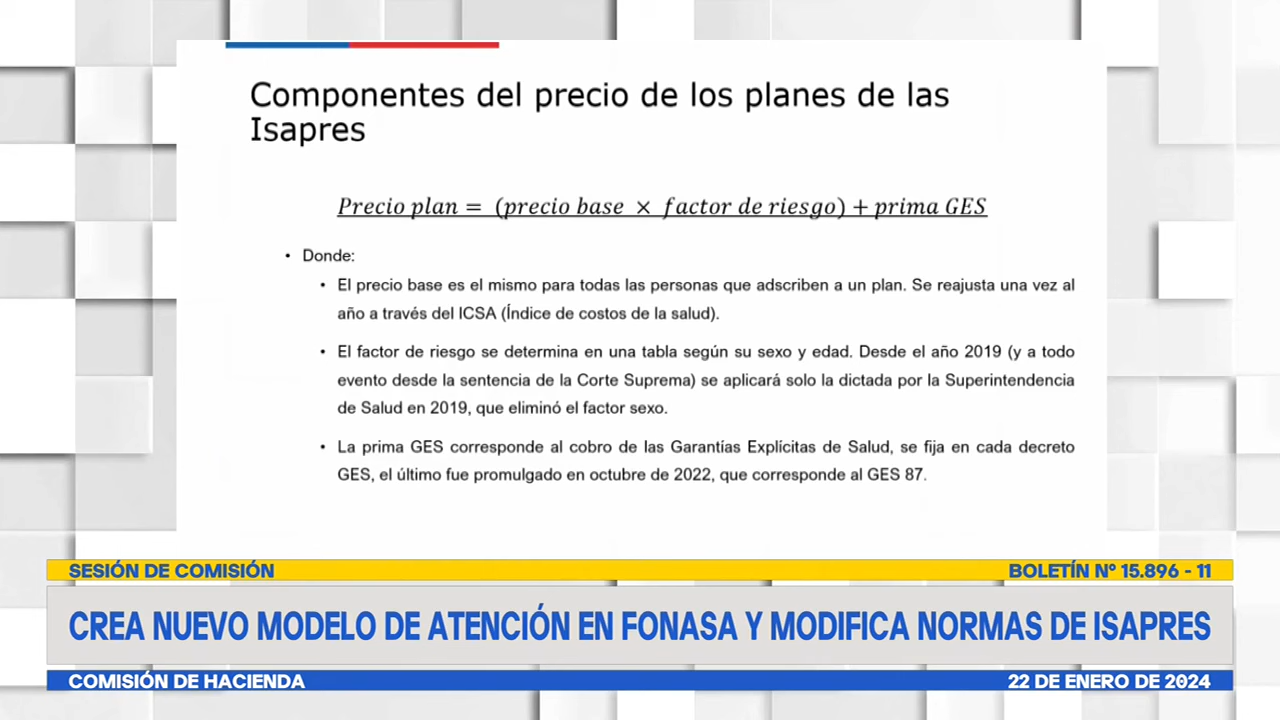 Componentes del precio de los planes de las
Isapres
Precio plan = (precio base × factor de riesgo) + prima GES
• Donde:
• El precio base es el mismo para todas las personas que adscriben a un plan. Se reajusta una vez al
año a través del ICSA (Índice de costos de la salud).
• El factor de riesgo se determina en una tabla según su sexo y edad. Desde el año 2019 (y a todo
evento desde la sentencia de la Corte Suprema) se aplicará solo la dictada por la Superintendencia
de Salud en 2019, que eliminó el factor sexo.
• La prima GES corresponde al cobro de las Garantías Explícitas de Salud, se fija en cada decreto
GES, el último fue promulgado en octubre de 2022, que corresponde al GES 87.
SESIÓN DE COMISIÓN
BOLETÍN N° 15.896 - 11
CREA NUEVO MODELO DE ATENCIÓN EN FONASA Y MODIFICA NORMAS DE ISAPRES
COMISIÓN DE HACIENDA
22 DE ENERO DE 2024